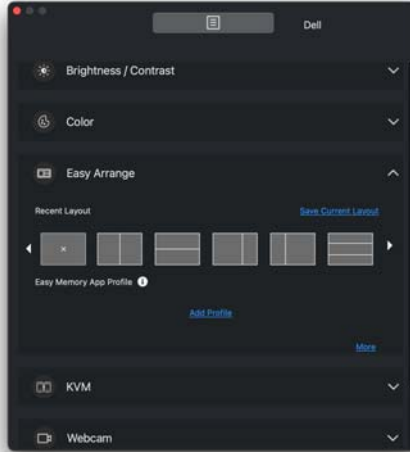 Dell
Brightness / Contrast
Color
Easy Arrange
Recent Layout
Save Current Layout
Easy Memory App Profile
Add Profile
More
KVM
Webcam